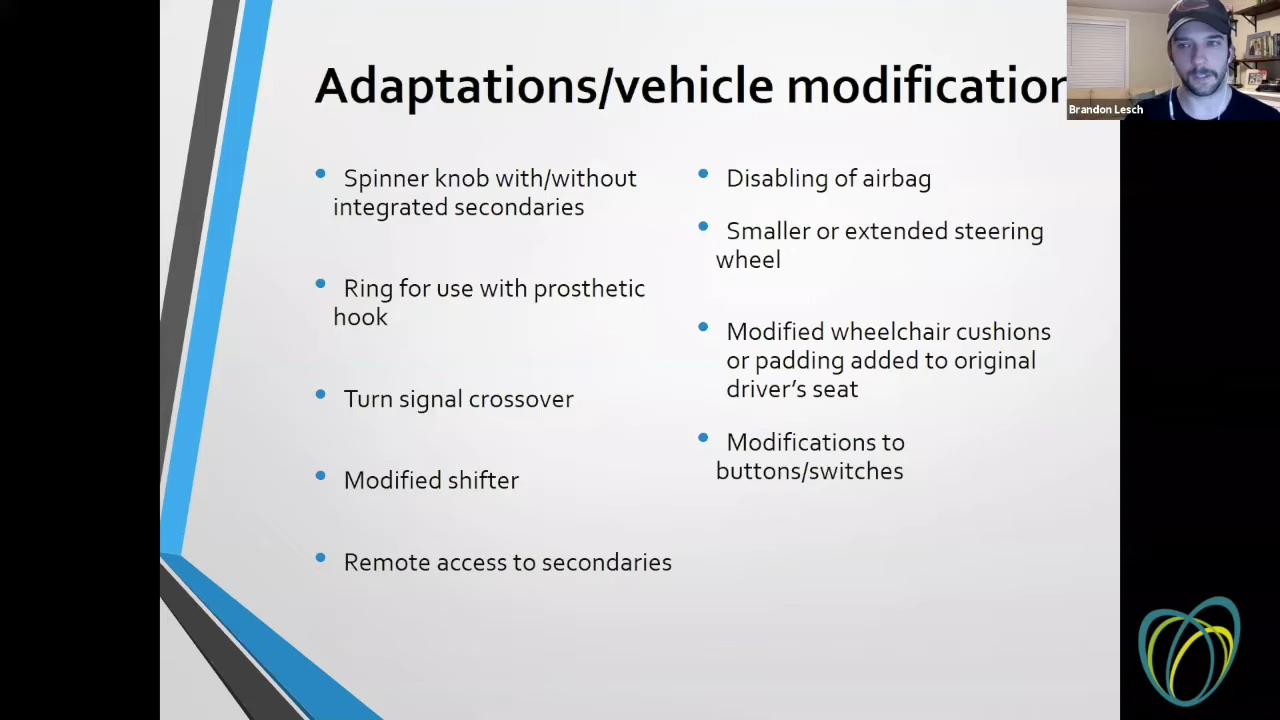 Adaptations/vehicle modification
Brandon Lesch
Spinner knob with/without
integrated secondaries
Ring for use with prosthetic
hook
Turn signal crossover
Modified shifter
Remote access to secondaries
Disabling of airbag
Smaller or extended steering
wheel
Modified wheelchair cushions
or padding added to original
driver’s seat
Modifications to
buttons/switches